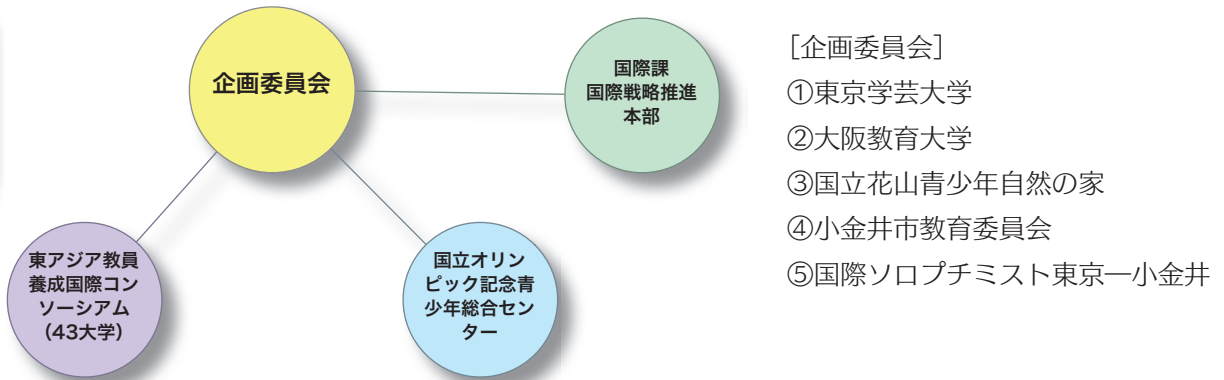 企画委員会
国際課
国際戦略推進
本部
東アジア教員
養成国際コン
ソーシアム
（43大学）
国立オリン
ピック記念青
少年総合セン
ター
［企画委員会］
①東京学芸大学
②大阪教育大学
③国立花山青少年自然の家
④小金井市教育委員会
⑤国際ソロプチミスト東京―小金井